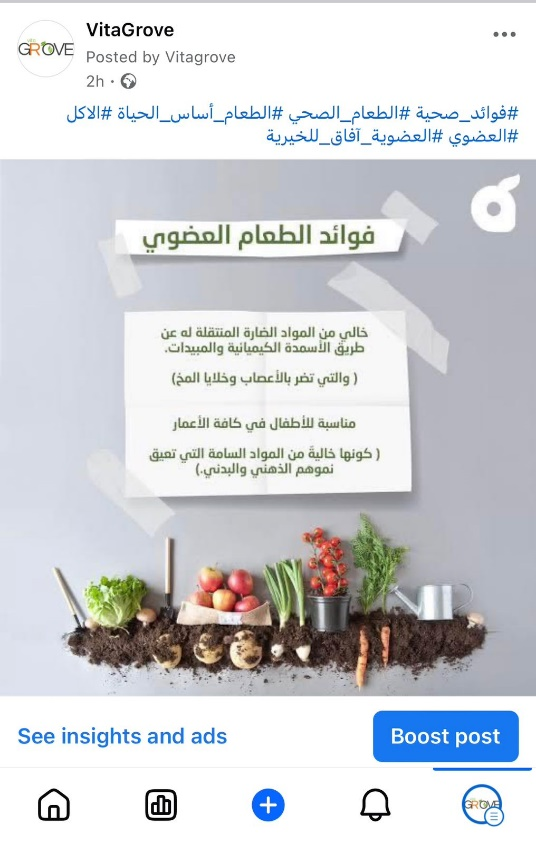 VitaGrove
Posted by Vitagrove
2h
GROVE
#فوائد_صحية #الطعام_الصحي #الطعام_أساس_الحياة #الاكل
#العضوي #العضوية_آفاق_للخيرية
فوائد الطعام العضوي
خالي من المواد الضارة المنتقلة له عن
طريق الأسمدة الكيميائية والمبيدات.
( والتي تضر بالأعصاب وخلايا المخ)
مناسبة للأطفال في كافة الأعمار
( كونها خاليةً من المواد السامة التي تعيق
نموهم الذهني والبدني.)
See insights and ads
Boost post
GROVE